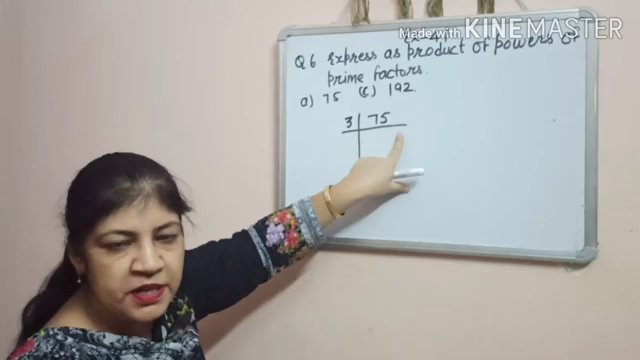 Made with KINEMASTER
Q6 Express as product of powers of
prime factors.
a) 75 (c) 192
3 75